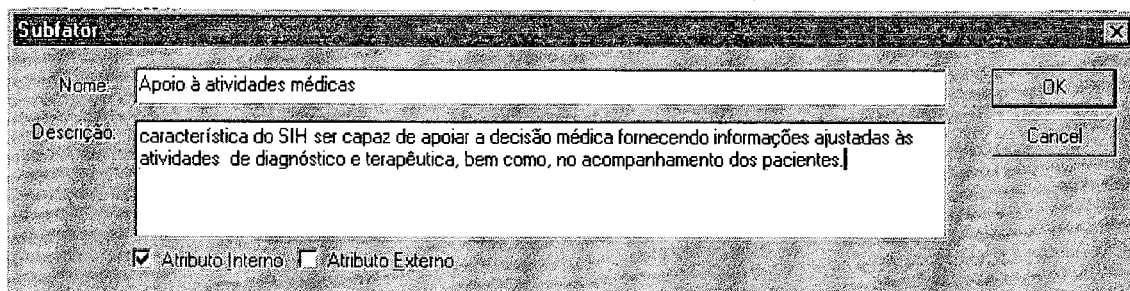 Subfator
Nome: Apoio à atividades médicas
OK
Descrição: característica do SIH ser capaz de apoiar a decisão médica fornecendo informações ajustadas às
atividades de diagnóstico e terapêutica, bem como, no acompanhamento dos pacientes.
Cancel
Atributo Interno Atributo Externo